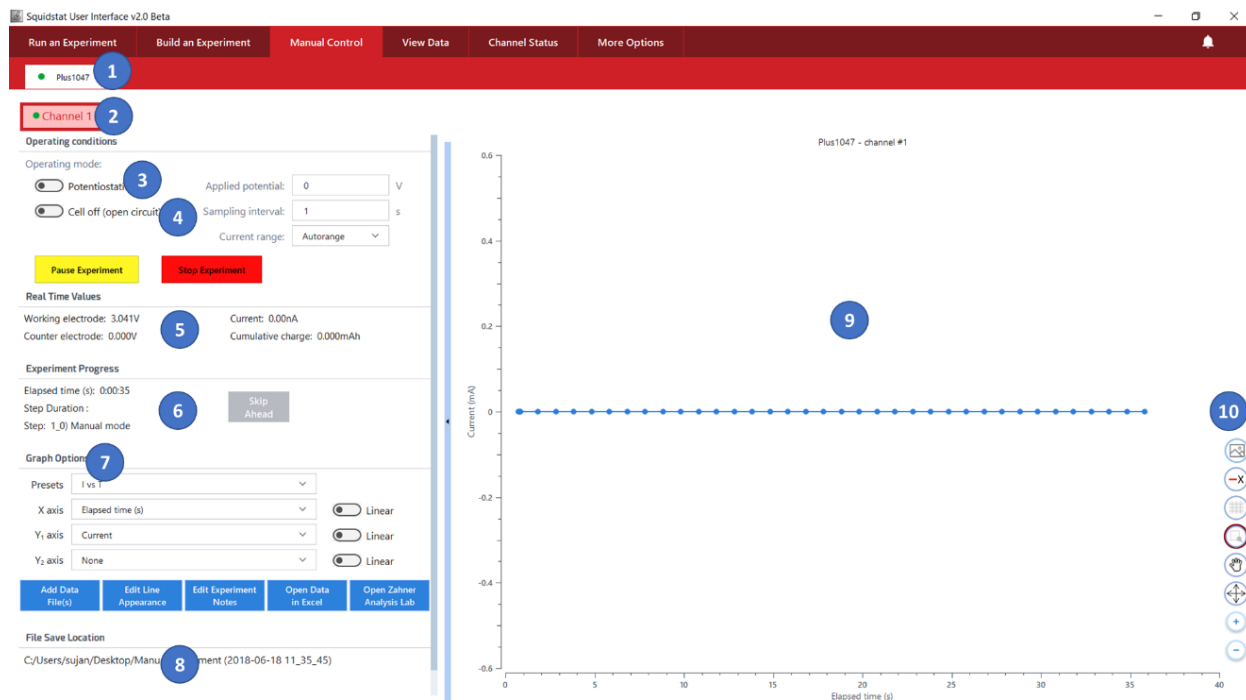 Squidstat User Interface v2.0 Beta
Run an Experiment Build an Experiment Manual Control View Data Channel Status More Options
Plus1047 1
Channel 1 2
Operating conditions
Operating mode:
3
Applied potential: 0 V
Cell off (open circuit) 4 Sampling interval: 1 s
Current range: Autorange
Pause Experiment Stop Experiment
Real Time Values
Working electrode: 3.041V Current: 0.00nA
5
Counter electrode: 0.000V Cumulative charge: 0.000mAh
Experiment Progress
Elapsed time (s): 0:00:35
Step Duration :
6
Step: 1_0) Manual mode
Skip
Ahead
Graph Options 7
Presets I vs T
X axis Elapsed time (s) Linear
Y₁ axis Current Linear
Y₂ axis None Linear
Add Data
File(s)
Edit Line
Appearance
Edit Experiment
Notes
Open Data
in Excel
Open Zahner
Analysis Lab
File Save Location
C:/Users/sujan/Desktop/Manu 8 ment (2018-06-18 11_35_45)
Plus1047 - channel #1
0.6
0.4
0.2
0
-0.2
-0.4
-0.6
Current (mA)
9
10
-X
0 5 10 15 20 25 30 35 40
Elapsed time (s)